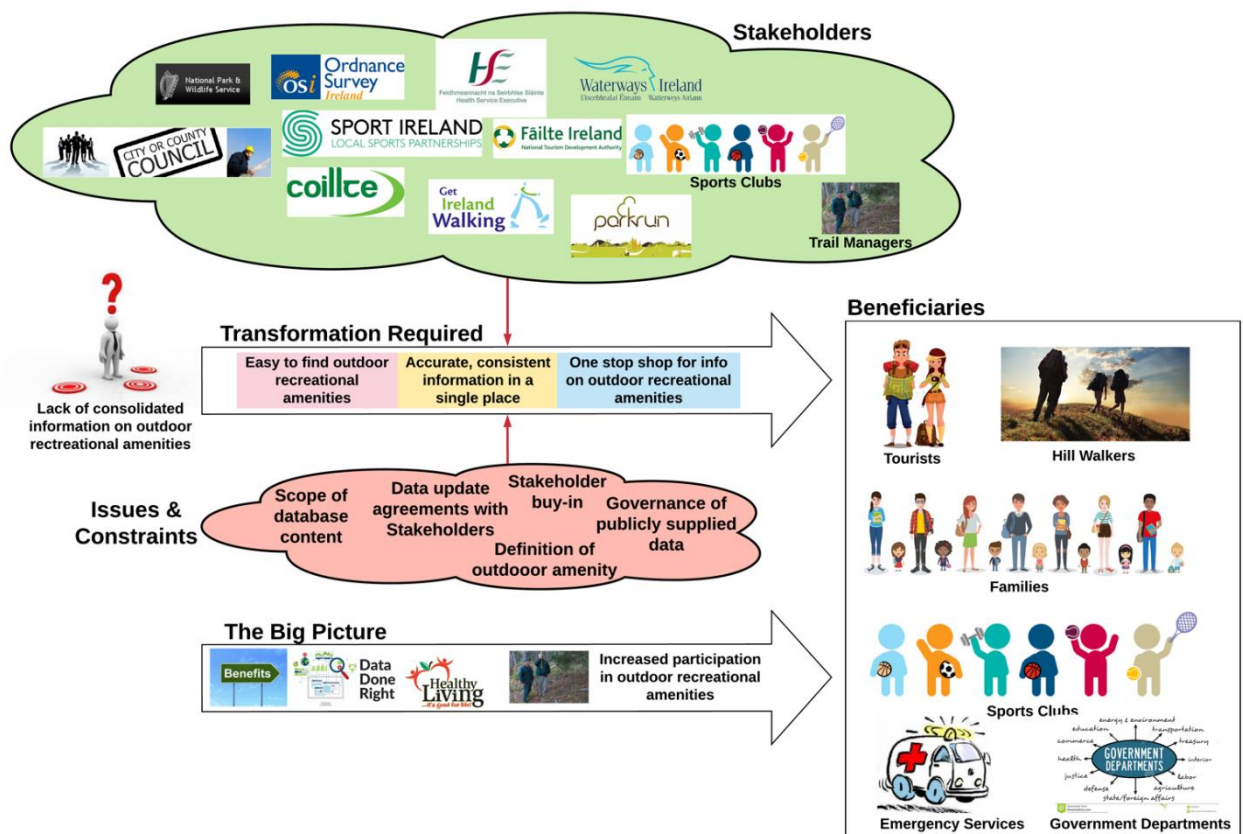 Stakeholders
National Park &
Wildlife Service
osi
Ordnance
Survey
Ireland
HSE
Feidhmeannacht na Seirbhíse Sláinte
Health Service Executive
Waterways Ireland
Uiscebhealaí Éireann Waterways Airlann
CITY OR COUNTY
COUNCIL
SPORT IRELAND
LOCAL SPORTS PARTNERSHIPS
Fáilte Ireland
National Tourism Development Authority
Sports Clubs
coillte
Get
Ireland
Walking
parkrun
Trail Managers
?
Lack of consolidated
information on outdoor
rectreational amenities
Transformation Required
Easy to find outdoor
recreational
amenities
Accurate, consistent
information in a
single place
One stop shop for info
on outdoor recreational
amenities
Issues &
Constraints
Scope of
database
content
Data update
agreements with
Stakeholders
Stakeholder
buy-in
Governance of
publicly supplied
data
Definition of
outdooor amenity
The Big Picture
Benefits
Data
Done
Right
Healthy
Living
...it's good for life!
Increased participation
in outdoor recreational
amenities
Beneficiaries
Tourists
Hill Walkers
Families
Sports Clubs
Emergency Services
energy & environment
education
transportation
commerce
treasury
health
GOVERNMENT
DEPARTMENTS
interior
justice
labor
defense
agriculture
state/foreign affairs
Government Departments